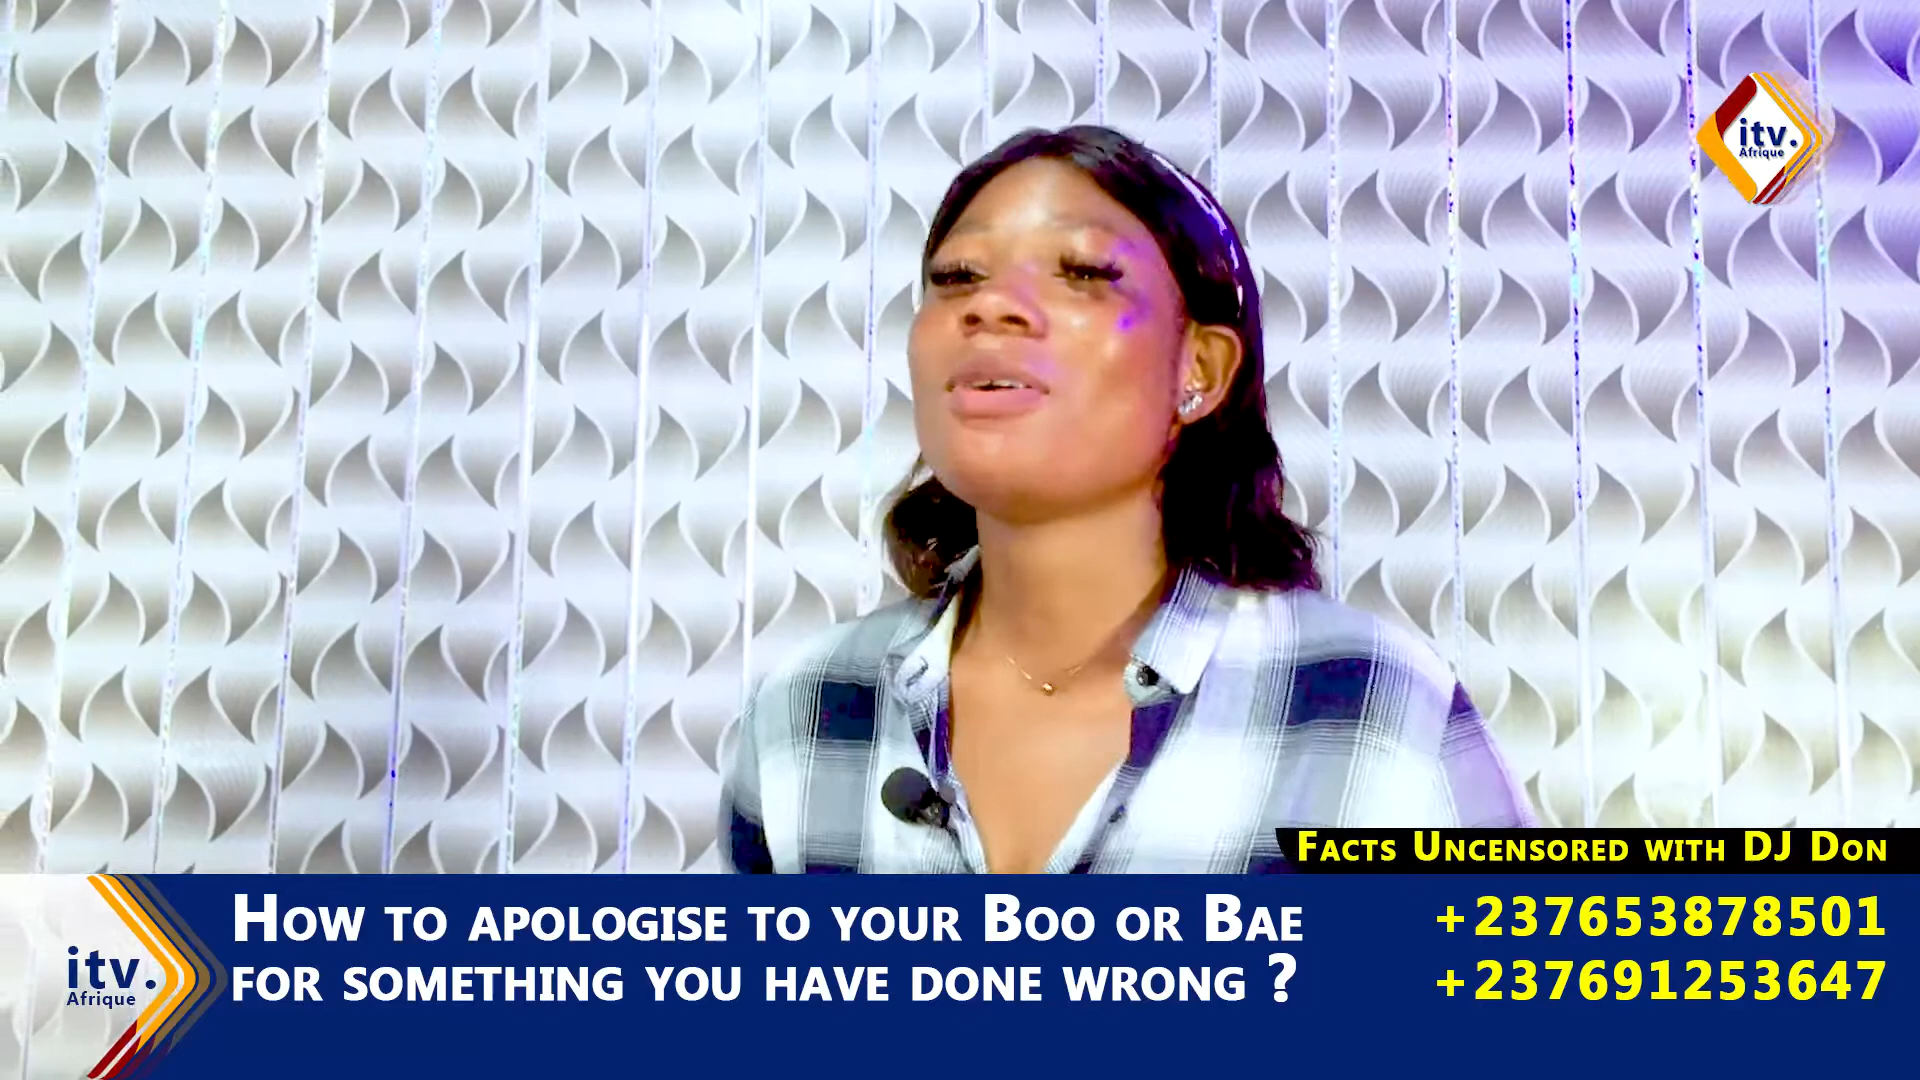 itv.
Afrique
Facts Uncensored with DJ Don
How to apologise to your Boo or Bae
for something you have done wrong ?
+237653878501
+237691253647
itv.
Afrique